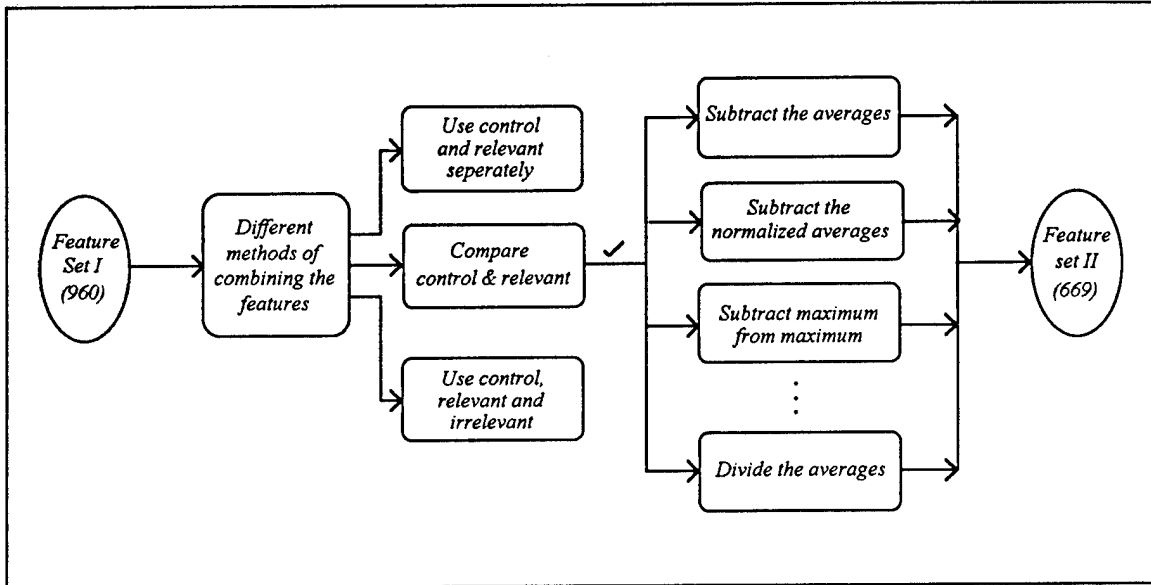 Feature
Set I
(960)
Different
methods of
combining the
features
Use control
and relevant
seperately
Compare
control & relevant
Use control,
relevant and
irrelevant
Subtract the averages
Subtract the
normalized averages
Subtract maximum
from maximum
Divide the averages
Feature
set II
(669)